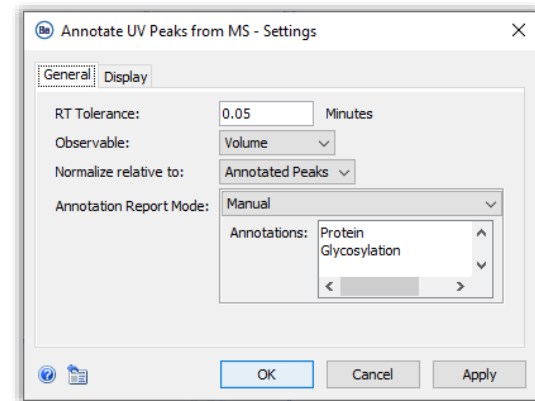 Be Annotate UV Peaks from MS - Settings
General Display
RT Tolerance: 0.05 Minutes
Observable: Volume
Normalize relative to: Annotated Peaks
Annotation Report Mode: Manual
Annotations: Protein
Glycosylation
OK Cancel Apply